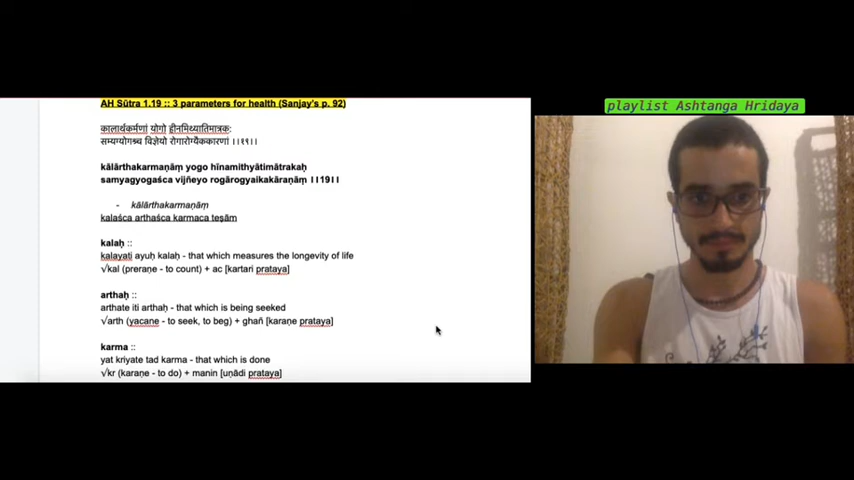 AH Sūtra 1.19 :: 3 parameters for health (Sanjay's p. 92)
कालार्थकर्मणां योगो हीनमिथ्यातिमात्रकः
सम्यग्योगश्च विज्ञेयो रोगारोग्यैककारणां ।।१९।।
kālārthakarmaṇāṃ yogo hīnamithyātimātrakaḥ
samyagyogaśca vijñeyo rogārogyaikakāraṇāṃ ।।19।।
- kālārthakarmaṇāṃ
kalaśca arthaśca karmaca teṣāṃ
kalaḥ ::
kalayati ayuḥ kalaḥ - that which measures the longevity of life
√kal (preraṇe - to count) + ac [kartari prataya]
arthaḥ ::
arthate iti arthaḥ - that which is being seeked
√arth (yacane - to seek, to beg) + ghañ [karaṇe prataya]
karma ::
yat kriyate tad karma - that which is done
√kṛ (karaṇe - to do) + manin [uṇādi prataya]
playlist Ashtanga Hridaya